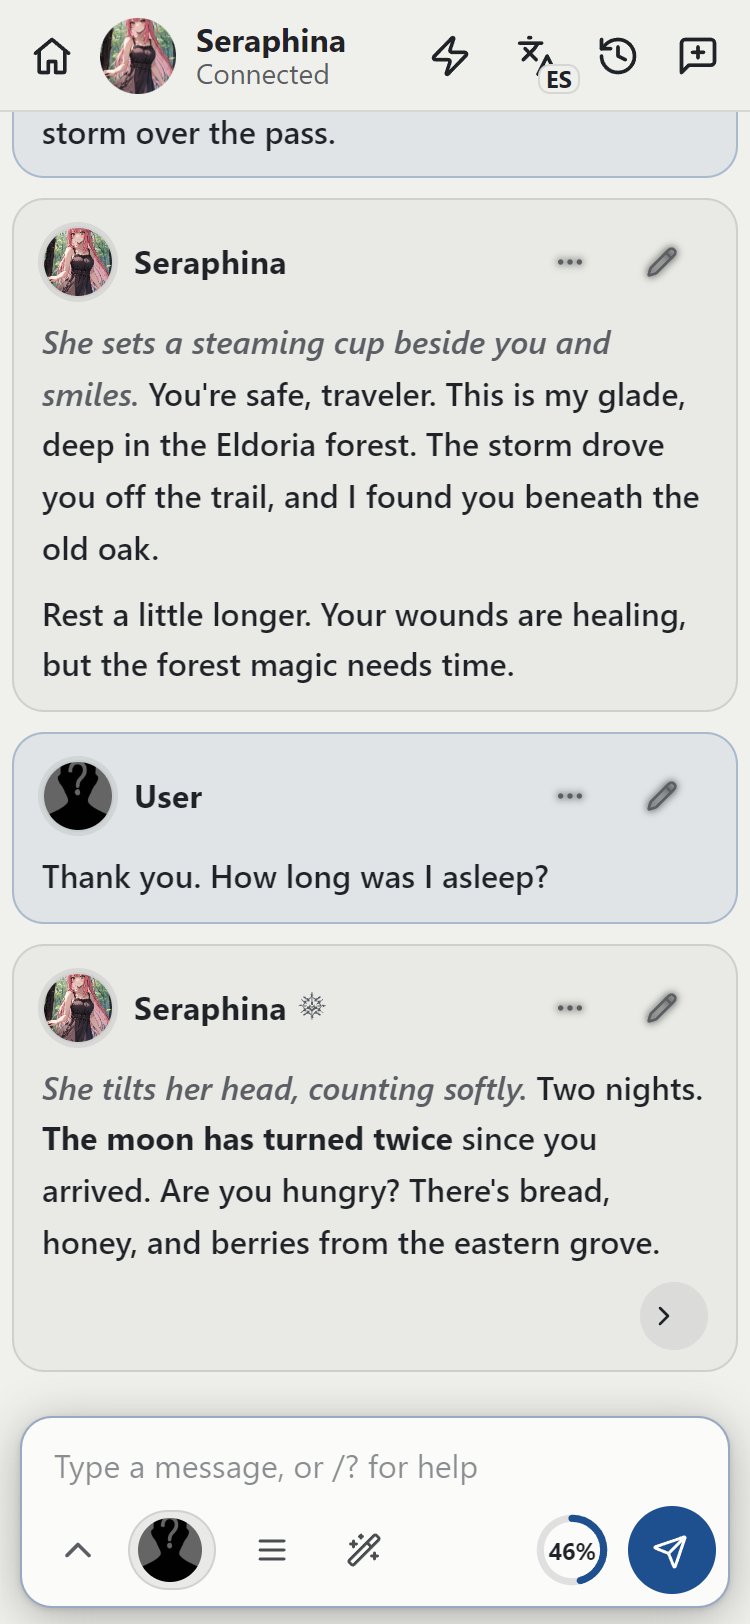 Seraphina
Connected
ES
storm over the pass.
Seraphina
She sets a steaming cup beside you and
smiles. You're safe, traveler. This is my glade,
deep in the Eldoria forest. The storm drove
you off the trail, and I found you beneath the
old oak.
Rest a little longer. Your wounds are healing,
but the forest magic needs time.
User
Thank you. How long was I asleep?
Seraphina
She tilts her head, counting softly. Two nights.
The moon has turned twice since you
arrived. Are you hungry? There's bread,
honey, and berries from the eastern grove.
Type a message, or /? for help
46%